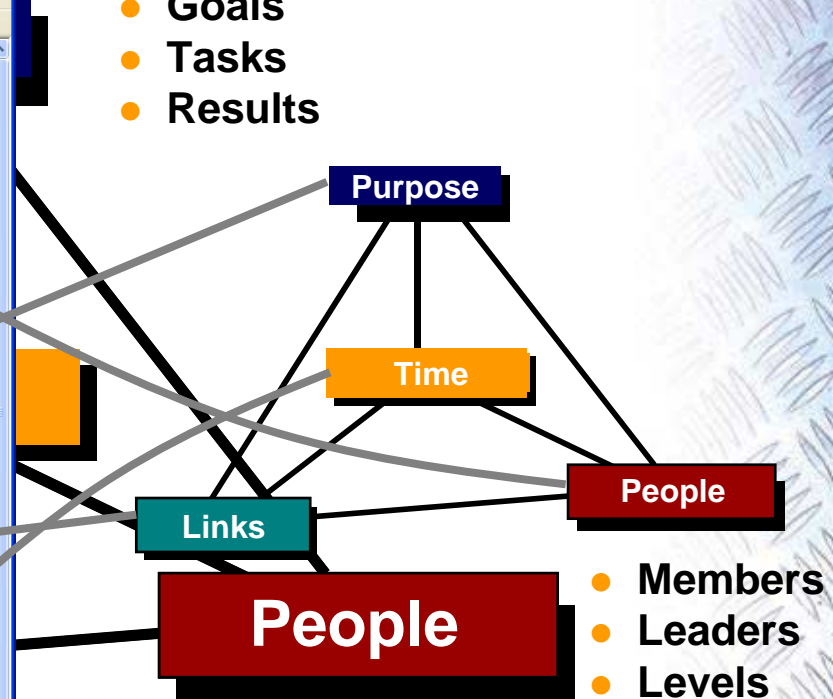 Goals
Tasks
Results
Purpose
Time
People
Links
People
Members
Leaders
Levels